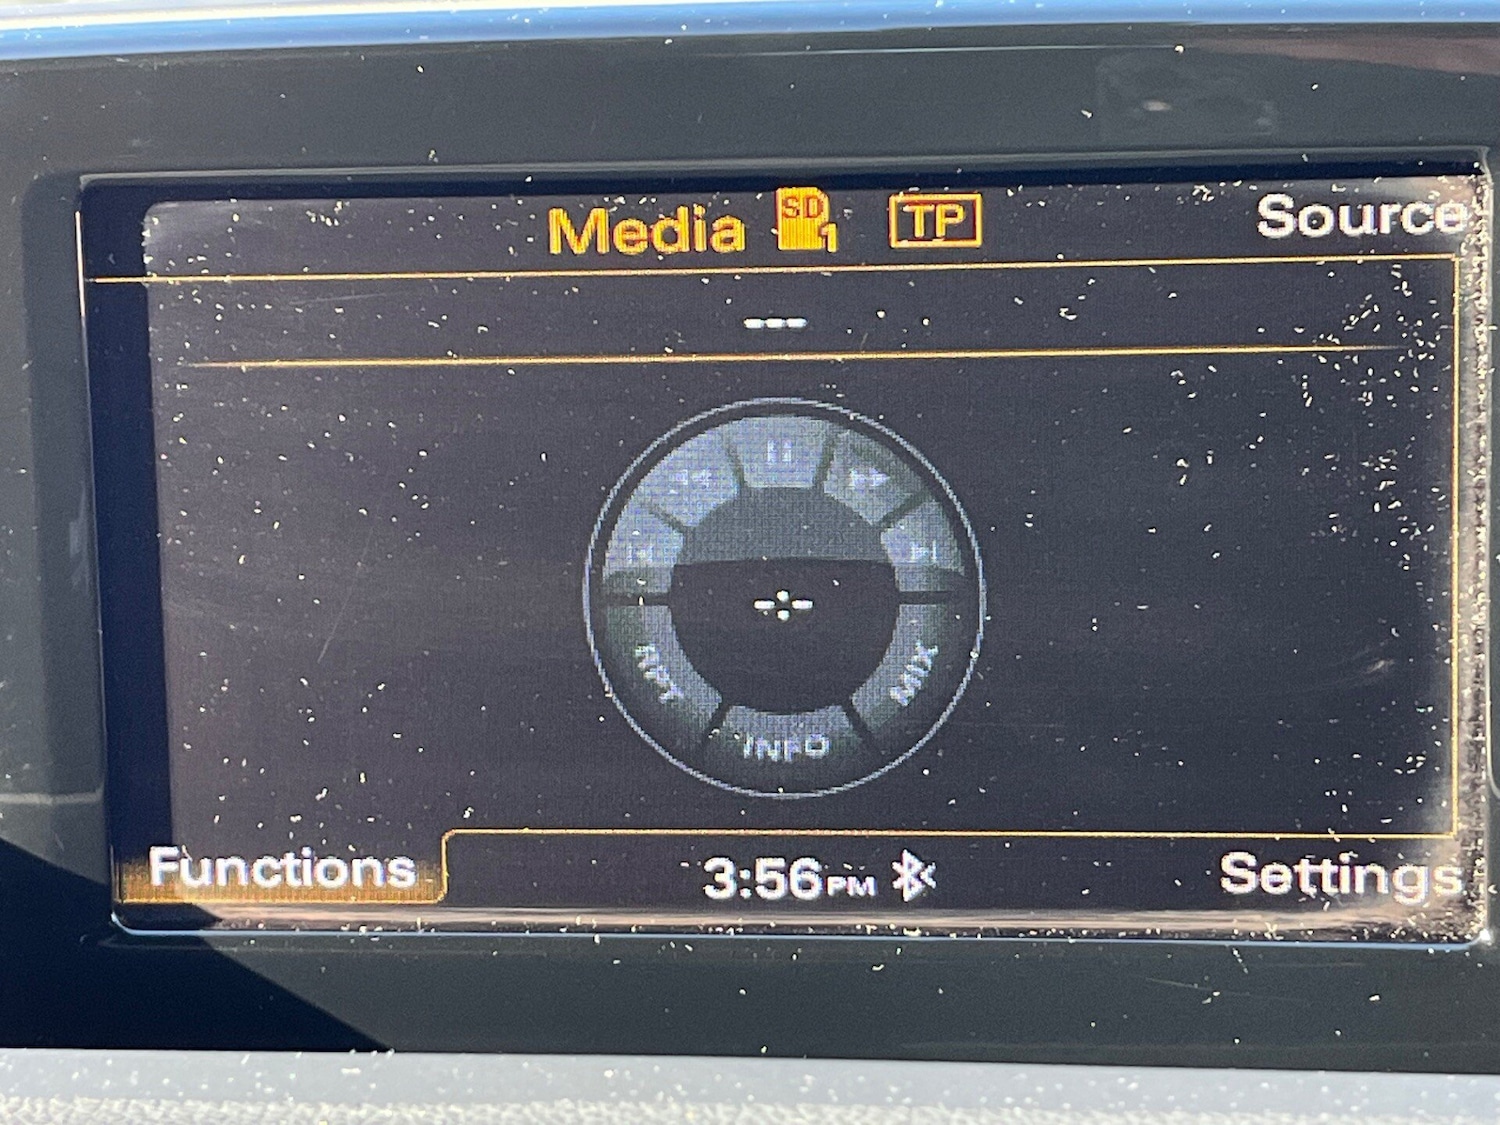 Media SD 1 TP Source
---
RPT INFO MIX
Functions 3:56 PM Settings